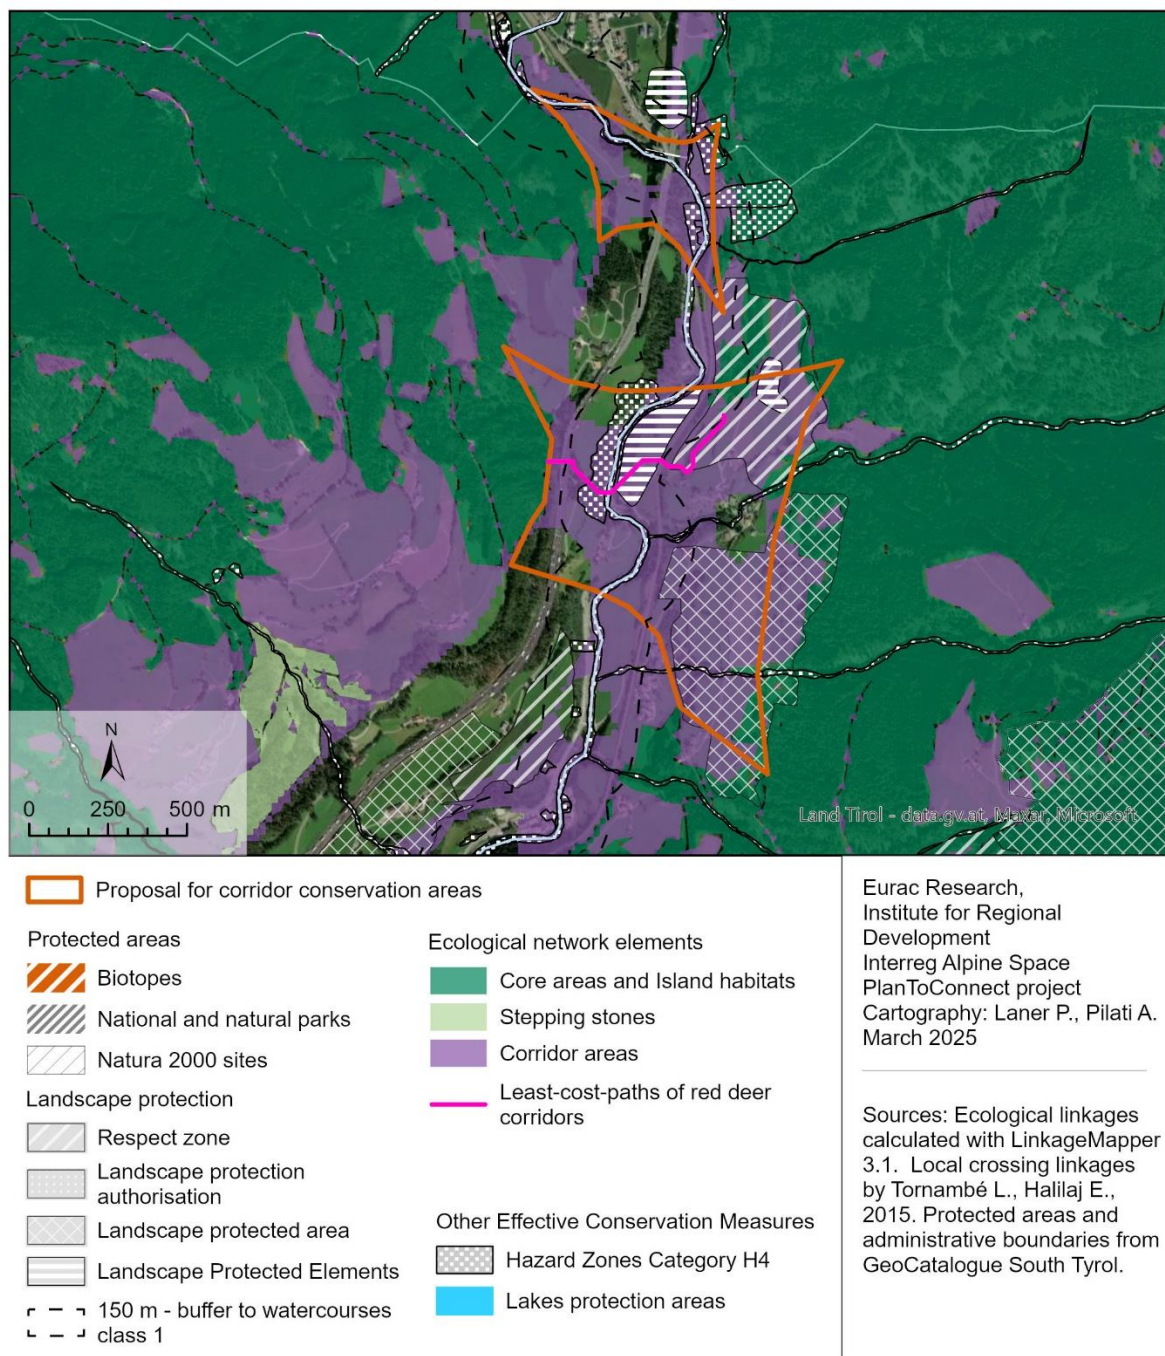 N
0 250 500 m
Land Tirol - data.gv.at, Maxar, Microsoft
Proposal for corridor conservation areas
Protected areas
Biotopes
National and natural parks
Natura 2000 sites
Landscape protection
Respect zone
Landscape protection
authorisation
Landscape protected area
Landscape Protected Elements
150 m - buffer to watercourses
class 1
Ecological network elements
Core areas and Island habitats
Stepping stones
Corridor areas
Least-cost-paths of red deer
corridors
Other Effective Conservation Measures
Hazard Zones Category H4
Lakes protection areas
Eurac Research,
Institute for Regional
Development
Interreg Alpine Space
PlanToConnect project
Cartography: Laner P., Pilati A.
March 2025
Sources: Ecological linkages
calculated with LinkageMapper
3.1. Local crossing linkages
by Tornambé L., Halilaj E.,
2015. Protected areas and
administrative boundaries from
GeoCatalogue South Tyrol.